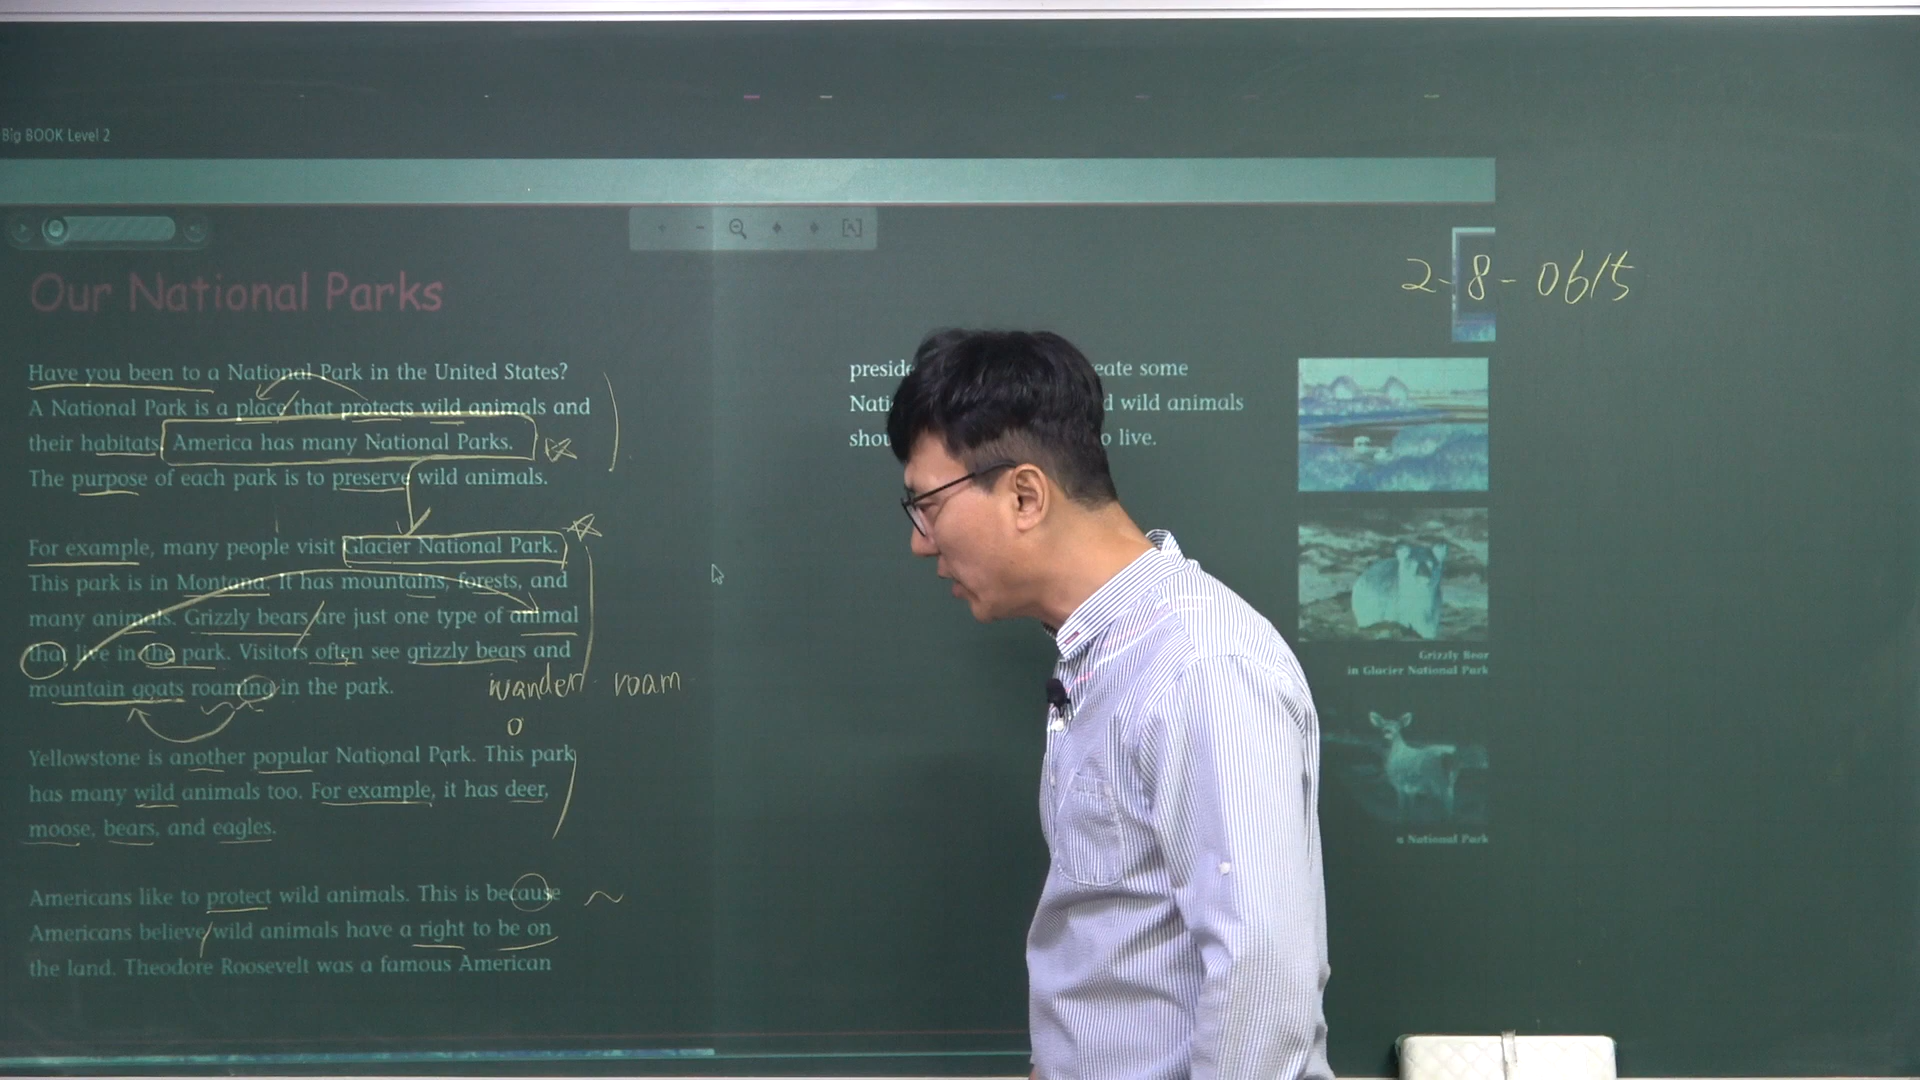 Big BOOK Level 2
Our National Parks
2-8-0615
Have you been to a National Park in the United States?
A National Park is a place that protects wild animals and
their habitats. America has many National Parks.
The purpose of each park is to preserve wild animals.
For example, many people visit Glacier National Park.
This park is in Montana. It has mountains, forests, and
many animals. Grizzly bears are just one type of animal
that live in the park. Visitors often see grizzly bears and
mountain goats roaming in the park.
wander roam
Yellowstone is another popular National Park. This park
has many wild animals too. For example, it has deer,
moose, bears, and eagles.
Americans like to protect wild animals. This is because
Americans believe wild animals have a right to be on
the land. Theodore Roosevelt was a famous American
some
wild animals
live.
Grizzly Bear
in Glacier National Park
National Park